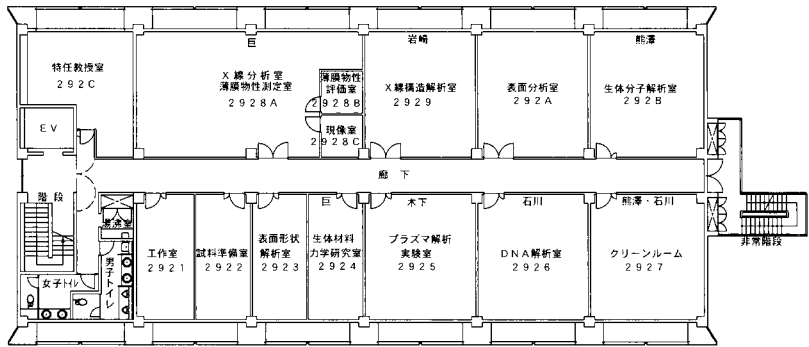 巨
岩崎
熊澤
特任教授室
292C
X線分析室
薄膜物性測定室
2928A
薄膜物性
評価室
2928B
現像室
2928C
X線構造解析室
2929
表面分析室
292A
生体分子解析室
292B
EV
廊下
階段
湯沸室
女子トイレ
男子トイレ
工作室
2921
試料準備室
2922
表面形状
解析室
2923
巨
生体材料
力学研究室
2924
木下
プラズマ解析
実験室
2925
石川
DNA解析室
2926
熊澤・石川
クリーンルーム
2927
非常階段